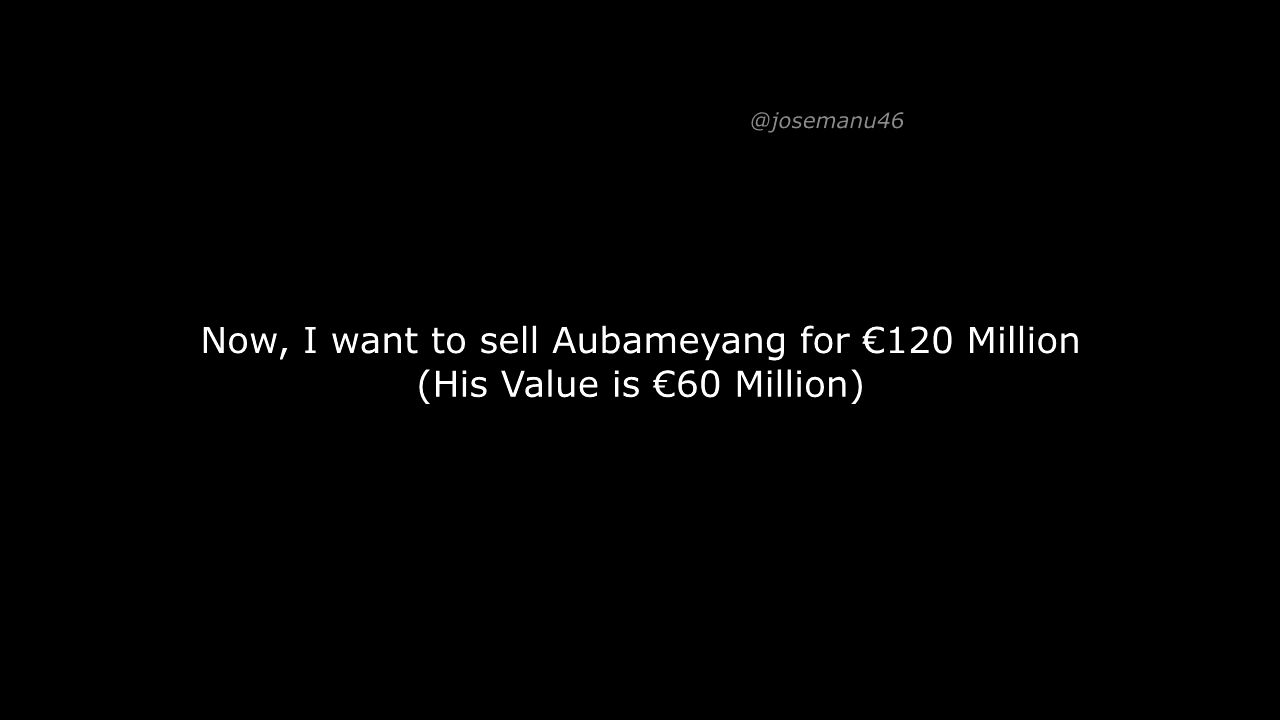 @josemanu46
Now, I want to sell Aubameyang for €120 Million
(His Value is €60 Million)